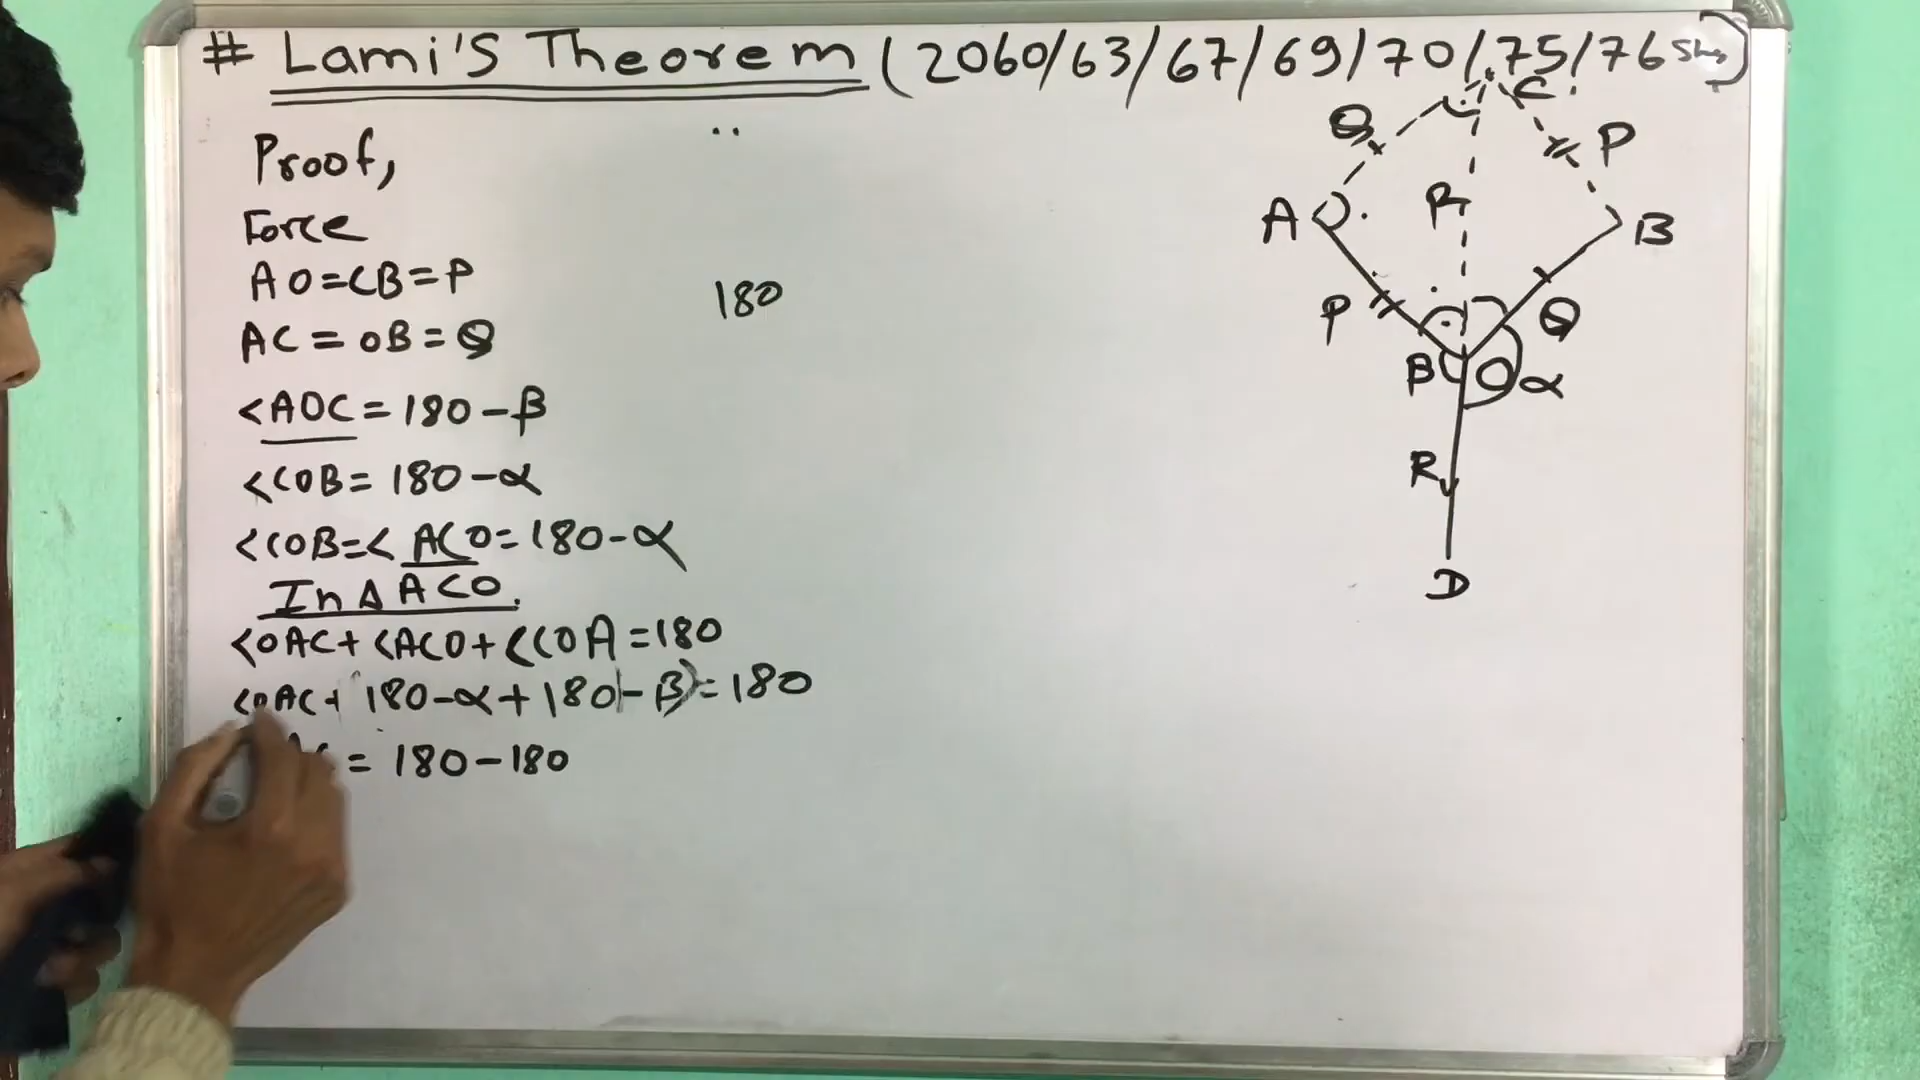 # Lami'S Theorem (2060/63/67/69/70/75/76
Proof,
Force
AO=CB=P
AC=OB=Q
<AOC=180-β
<COB=180-α
<COB=<ACO=180-α
In Δ ACO.
<OAC+<ACO+<COA=180
<OAC+ 180-α+180-β)=180
= 180-180
180
C
Q
P
A
R
B
P
Q
β
O
α
R
D